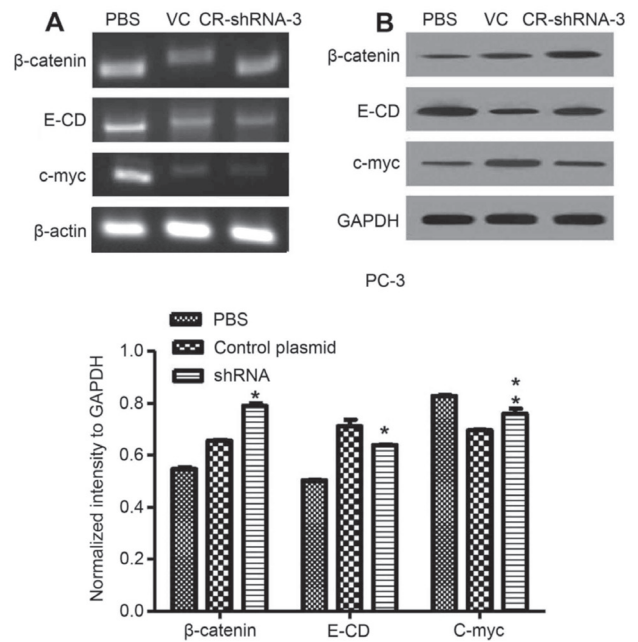 A
PBS VC CR-shRNA-3
β-catenin
E-CD
c-myc
β-actin
B
PBS VC CR-shRNA-3
β-catenin
E-CD
c-myc
GAPDH
PC-3
PBS
Control plasmid
shRNA
Normalized intensity to GAPDH
1.0
0.8
0.6
0.4
0.2
0.0
*
*
*
*
β-catenin E-CD C-myc